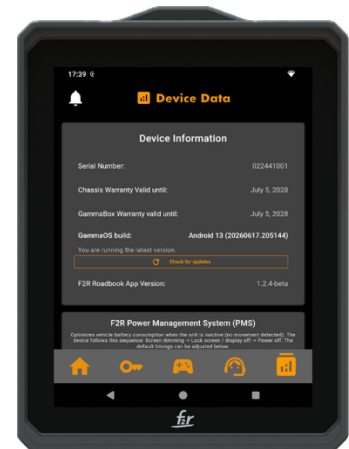 17:39
Device Data
Device Information
Serial Number: 022441001
Chassis Warranty Valid until: July 5, 2028
GammaBox Warranty valid until: July 5, 2028
GammaOS build: Android 13 (20260617.205144)
You are running the latest version.
Check for updates
F2R Roadbook App Version: 1.2.4-beta
F2R Power Management System (PMS)
Optimizes vehicle battery consumption when the unit is inactive (no movement detected). The
device follows this sequence: Screen dimming → Lock screen / display off → Power off. The
default timings can be adjusted below.
f2r